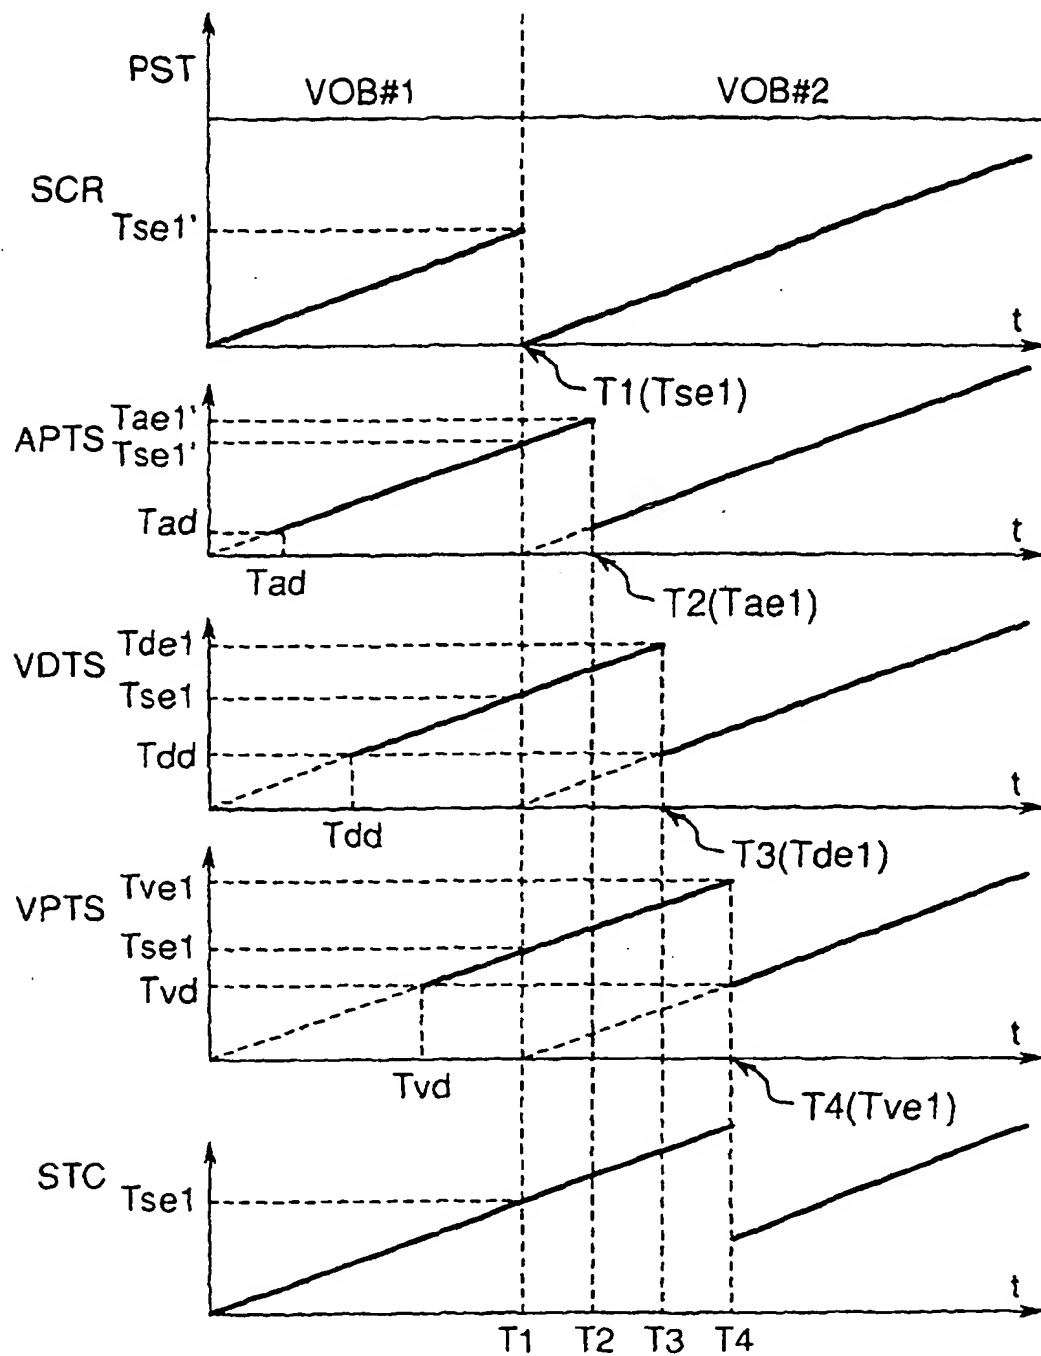 PST
VOB#1 VOB#2
SCR
Tse1'
t
T1(Tse1)
APTS
Tae1'
Tse1'
Tad
t
Tad
T2(Tae1)
VDTS
Tde1
Tse1
Tdd
t
Tdd
T3(Tde1)
VPTS
Tve1
Tse1
Tvd
t
Tvd
T4(Tve1)
STC
Tse1
t
T1 T2 T3 T4